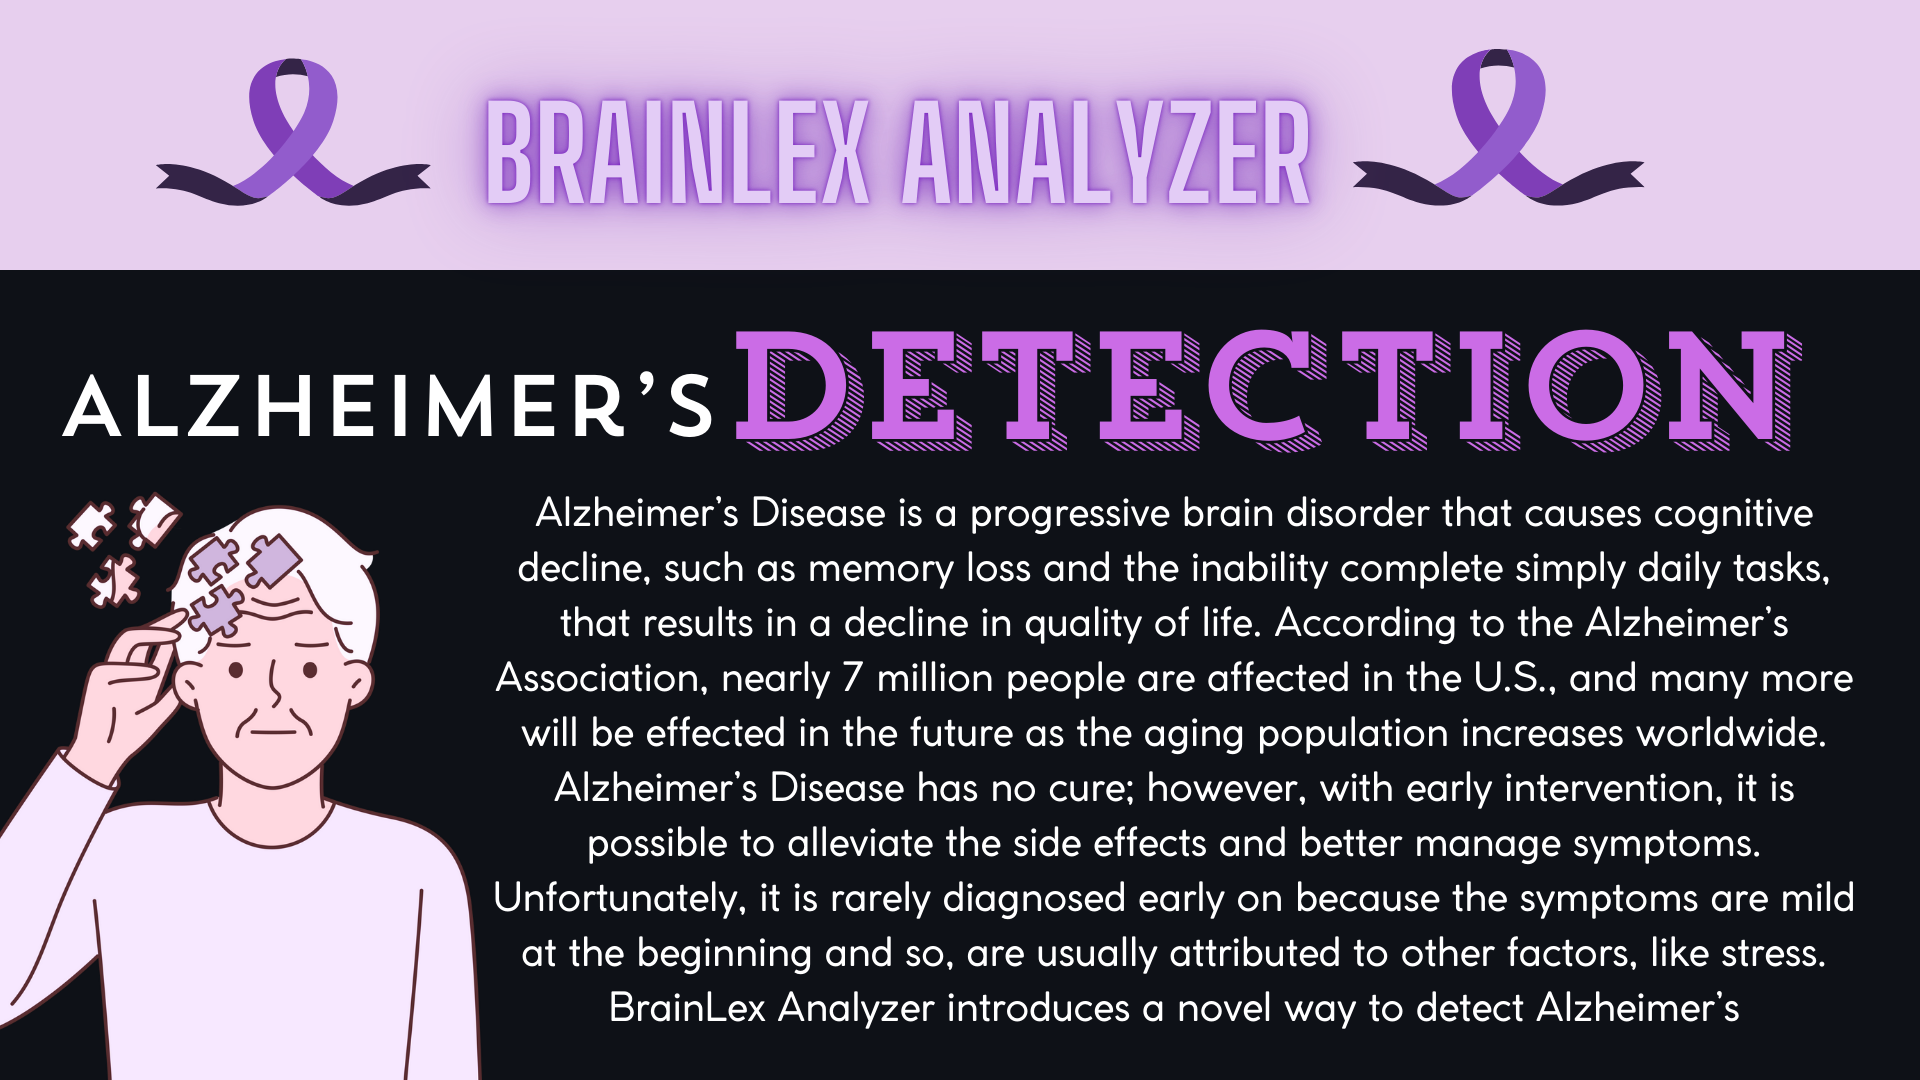 BRAINLEX ANALYZER
ALZHEIMER'S DETECTION
Alzheimer's Disease is a progressive brain disorder that causes cognitive
decline, such as memory loss and the inability complete simply daily tasks,
that results in a decline in quality of life. According to the Alzheimer's
Association, nearly 7 million people are affected in the U.S., and many more
will be effected in the future as the aging population increases worldwide.
Alzheimer's Disease has no cure; however, with early intervention, it is
possible to alleviate the side effects and better manage symptoms.
Unfortunately, it is rarely diagnosed early on because the symptoms are mild
at the beginning and so, are usually attributed to other factors, like stress.
BrainLex Analyzer introduces a novel way to detect Alzheimer's